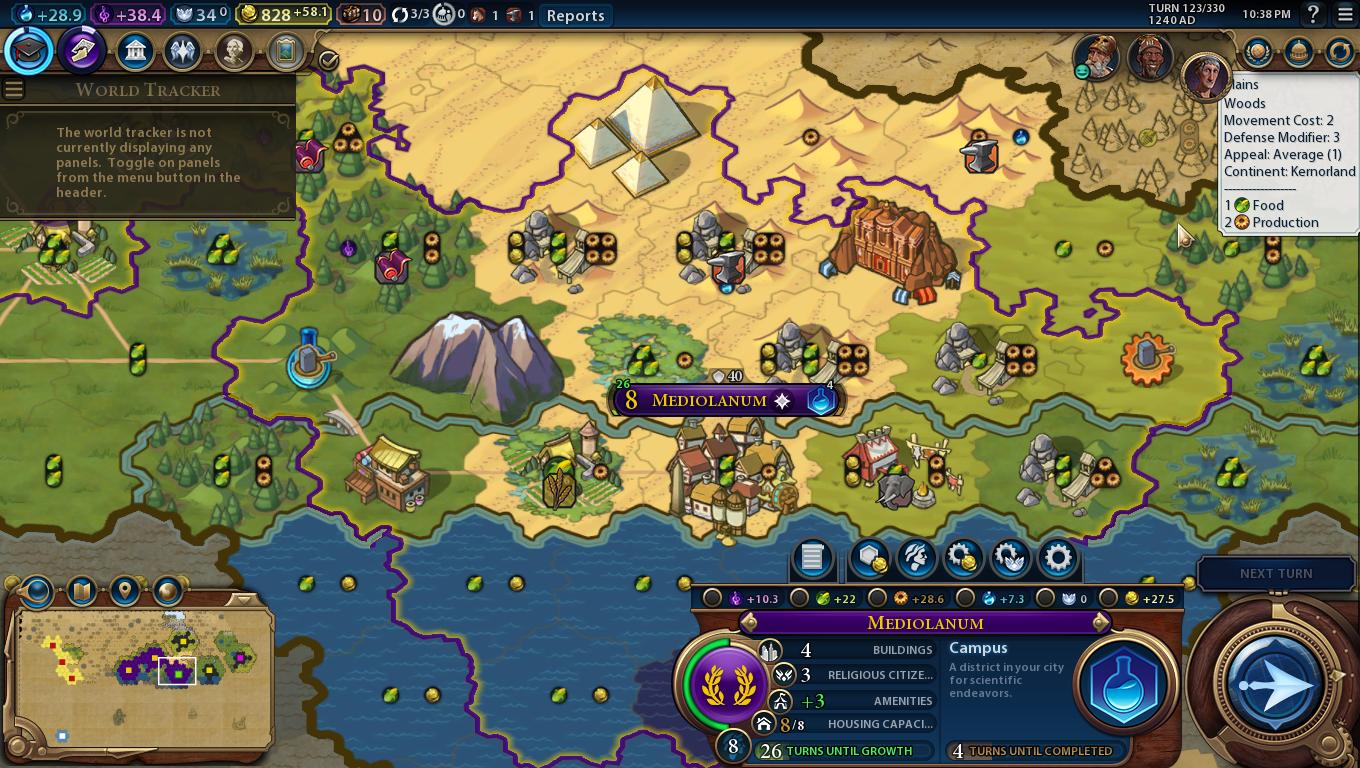 +28.9 +38.4 34 0 828 +58.1 10 3/3 0 1 1 Reports
TURN 123/330
1240 AD
10:38 PM ?
WORLD TRACKER
The world tracker is not
currently displaying any
panels. Toggle on panels
from the menu button in the
header.
lains
Woods
Movement Cost: 2
Defense Modifier: 3
Appeal: Average (1)
Continent: Kernorland
------------------
1 Food
2 Production
40
26
8 MEDIOLANUM 4
NEXT TURN
+10.3 +22 +28.6 +7.3 0 +27.5
MEDIOLANUM
4 BUILDINGS
3 RELIGIOUS CITIZE...
+3 AMENITIES
8/8 HOUSING CAPACI...
8 26 TURNS UNTIL GROWTH
Campus
A district in your city
for scientific
endeavors.
4 TURNS UNTIL COMPLETED